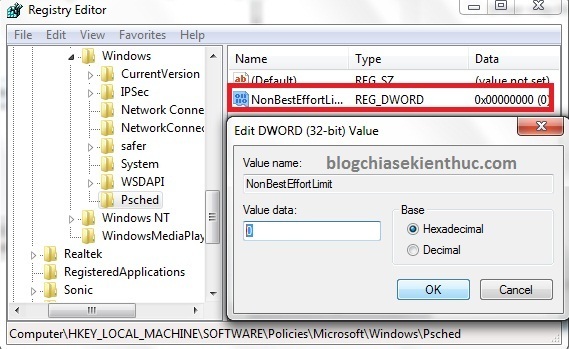 Registry Editor
File Edit View Favorites Help
Windows
CurrentVersion
IPSec
Network Conne
NetworkConnec
safer
System
WSDAPI
Psched
Windows NT
WindowsMediaPlay
Realtek
RegisteredApplications
Sonic
Name Type Data
(Default) REG_SZ (value not set)
NonBestEffortLi... REG_DWORD 0x00000000 (0)
Edit DWORD (32-bit) Value
Value name:
blogchiasekienthuc.com
NonBestEffortLimit
Value data:
0
Base
Hexadecimal
Decimal
OK Cancel
Computer\HKEY_LOCAL_MACHINE\SOFTWARE\Policies\Microsoft\Windows\Psched